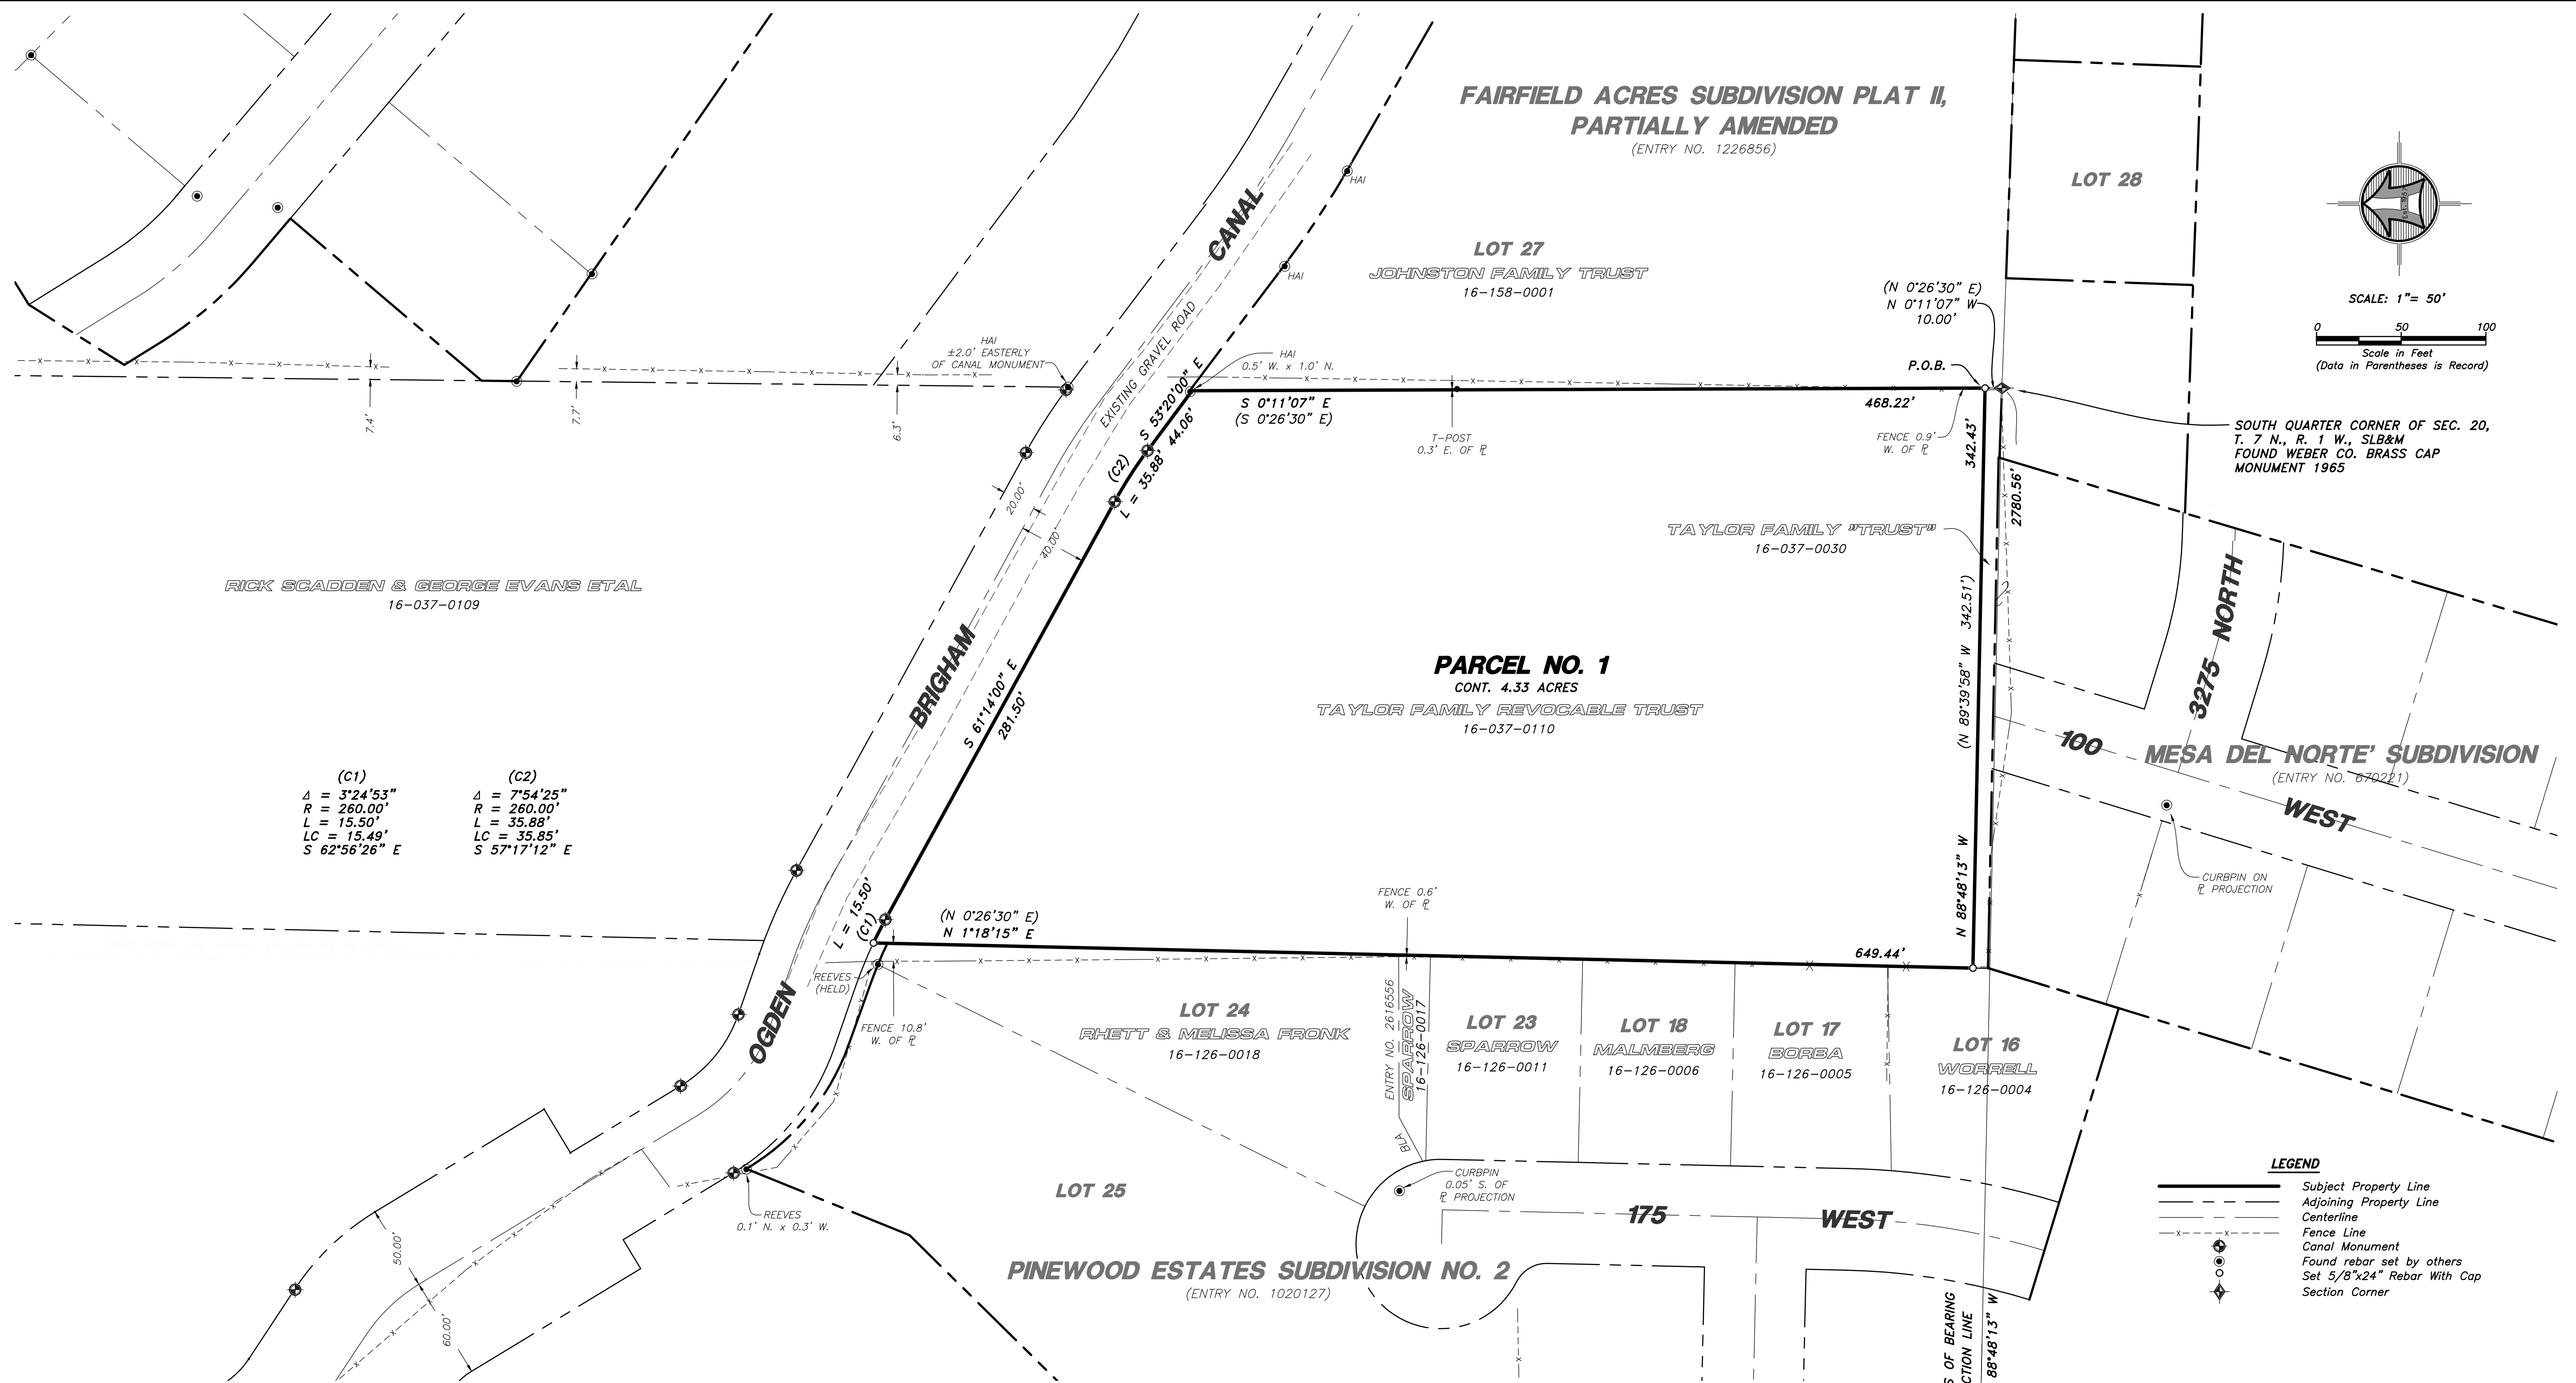 FAIRFIELD ACRES SUBDIVISION PLAT II,
PARTIALLY AMENDED
(ENTRY NO. 1226856)
LOT 28
Est. 1957
SCALE: 1"= 50'
0 50 100
Scale in Feet
(Data in Parentheses is Record)
CANAL
HAI
HAI
LOT 27
JOHNSTON FAMILY TRUST
16-158-0001
(N 0°26'30" E)
N 0°11'07" W
10.00'
P.O.B.
HAI
±2.0' EASTERLY
OF CANAL MONUMENT
EXISTING GRAVEL ROAD
HAI
0.5' W. x 1.0' N.
7.4'
7.7'
6.3'
S 53°20'00" E
44.06'
(C2)
L = 35.88'
S 0°11'07" E
(S 0°26'30" E)
468.22'
T-POST
0.3' E. OF ℄
FENCE 0.9'
W. OF ℄
342.43'
2780.56'
SOUTH QUARTER CORNER OF SEC. 20,
T. 7 N., R. 1 W., SLB&M
FOUND WEBER CO. BRASS CAP
MONUMENT 1965
20.00'
40.00'
TAYLOR FAMILY "TRUST"
16-037-0030
(N 89°39'58" W 342.51')
3275 NORTH
RICK SCADDEN & GEORGE EVANS ETAL
16-037-0109
BRIGHAM
S 61°14'00" E
281.50'
PARCEL NO. 1
CONT. 4.33 ACRES
TAYLOR FAMILY REVOCABLE TRUST
16-037-0110
100
WEST
MESA DEL NORTE' SUBDIVISION
(ENTRY NO. 670221)
(C1)
Δ = 3°24'53"
R = 260.00'
L = 15.50'
LC = 15.49'
S 62°56'26" E
(C2)
Δ = 7°54'25"
R = 260.00'
L = 35.88'
LC = 35.85'
S 57°17'12" E
CURBPIN ON
℄ PROJECTION
L = 15.50'
(C1)
(N 0°26'30" E)
N 1°18'15" E
FENCE 0.6'
W. OF ℄
649.44'
N 88°48'13" W
REEVES
(HELD)
FENCE 10.8'
W. OF ℄
OGDEN
LOT 24
RHETT & MELISSA FRONK
16-126-0018
ENTRY NO. 2616556
SPARROW
16-126-0017
BLA
LOT 23
SPARROW
16-126-0011
LOT 18
MALMBERG
16-126-0006
LOT 17
BORBA
16-126-0005
LOT 16
WORRELL
16-126-0004
CURBPIN
0.05' S. OF
℄ PROJECTION
LOT 25
REEVES
0.1' N. x 0.3' W.
50.00'
60.00'
175
WEST
PINEWOOD ESTATES SUBDIVISION NO. 2
(ENTRY NO. 1020127)
S OF BEARING
CTION LINE
88°48'13" W
LEGEND
Subject Property Line
Adjoining Property Line
Centerline
Fence Line
Canal Monument
Found rebar set by others
Set 5/8"x24" Rebar With Cap
Section Corner